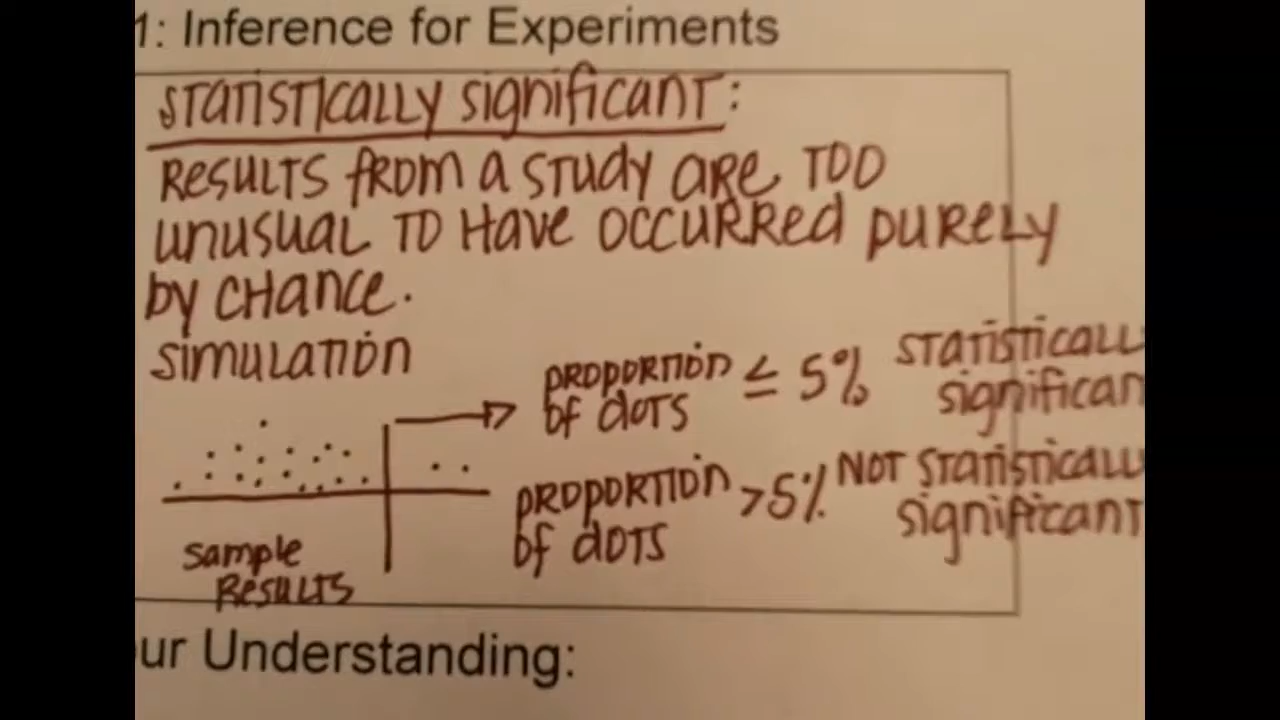 1: Inference for Experiments
STATISTICALLY SIGNIFICANT:
RESULTS FROM A STUDY ARE TOO
UNUSUAL TO HAVE OCCURRED PURELY
BY CHANCE.
SIMULATION
PROPORTION OF DOTS ≤ 5% STATISTICALL SIGNIFICAN
PROPORTION OF DOTS >5% NOT STATISTICALL SIGNIFICANT
SAMPLE
RESULTS
ur Understanding: